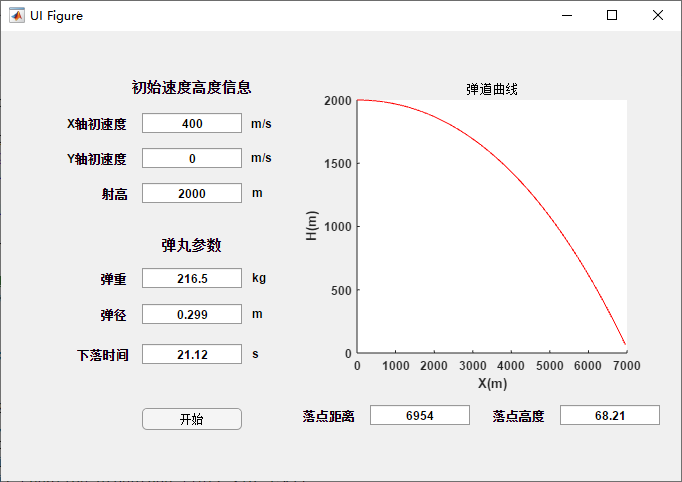 UI Figure
初始速度高度信息
X轴初速度 400 m/s
Y轴初速度 0 m/s
射高 2000 m
弹丸参数
弹重 216.5 kg
弹径 0.299 m
下落时间 21.12 s
开始
弹道曲线
2000
1500
1000
500
0
H(m)
0 1000 2000 3000 4000 5000 6000 7000
X(m)
落点距离 6954 落点高度 68.21